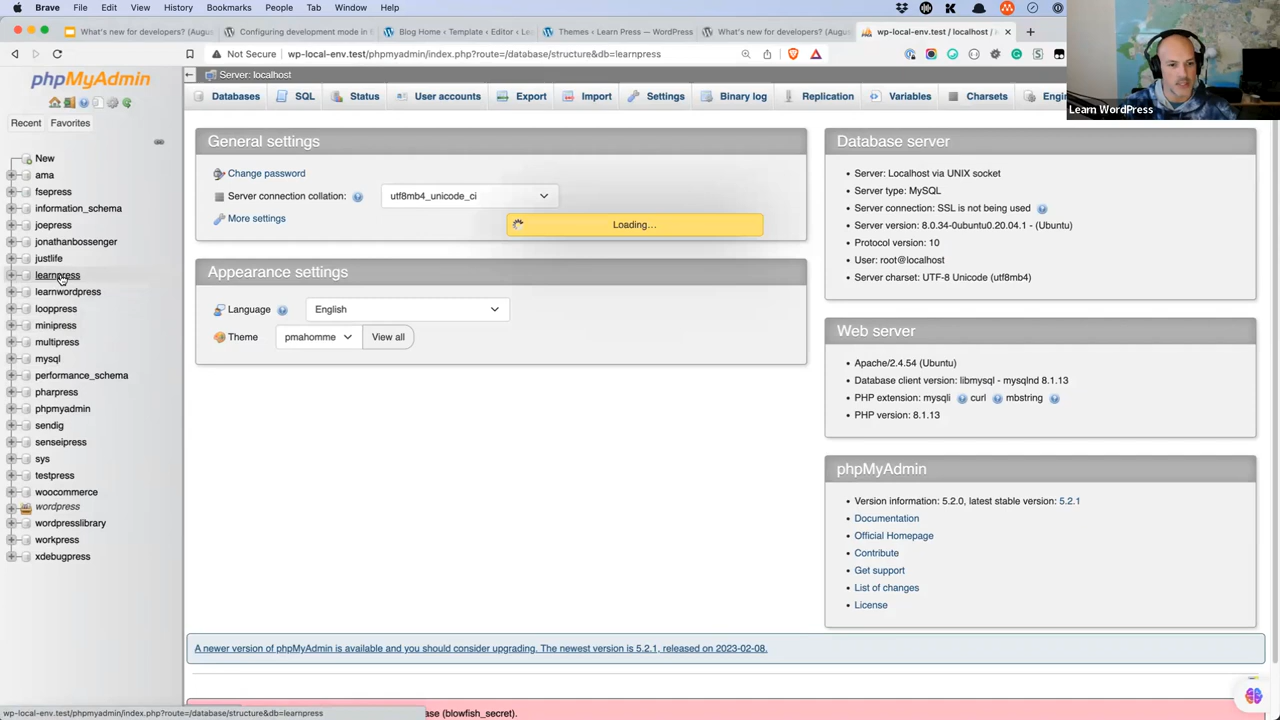 Brave File Edit View History Bookmarks People Tab Window Help
What's new for developers? (Augus
Configuring development mode in t
Blog Home ‹ Template ‹ Editor ‹ Le
Themes ‹ Learn Press — WordPress
What's new for developers? (Augus
wp-local-env.test / localhost / 
Not Secure wp-local-env.test/phpmyadmin/index.php?route=/database/structure&db=learnpress
Learn WordPress
phpMyAdmin
Recent Favorites
New
ama
fsepress
information_schema
joepress
jonathanbossenger
justlife
learnpress
learnwordpress
looppress
minipress
multipress
mysql
performance_schema
pharpress
phpmyadmin
sendig
senseipress
sys
testpress
woocommerce
wordpress
wordpresslibrary
workpress
xdebugpress
Server: localhost
Databases SQL Status User accounts Export Import Settings Binary log Replication Variables Charsets Engi
General settings
Change password
Server connection collation: utf8mb4_unicode_ci
More settings
Loading…
Appearance settings
Language English
Theme pmahomme View all
Database server
• Server: Localhost via UNIX socket
• Server type: MySQL
• Server connection: SSL is not being used
• Server version: 8.0.34-0ubuntu0.20.04.1 - (Ubuntu)
• Protocol version: 10
• User: root@localhost
• Server charset: UTF-8 Unicode (utf8mb4)
Web server
• Apache/2.4.54 (Ubuntu)
• Database client version: libmysql - mysqlnd 8.1.13
• PHP extension: mysqli curl mbstring
• PHP version: 8.1.13
phpMyAdmin
• Version information: 5.2.0, latest stable version: 5.2.1
• Documentation
• Official Homepage
• Contribute
• Get support
• List of changes
• License
A newer version of phpMyAdmin is available and you should consider upgrading. The newest version is 5.2.1, released on 2023-02-08.
wp-local-env.test/phpmyadmin/index.php?route=/database/structure&db=learnpress
ase (blowfish_secret).